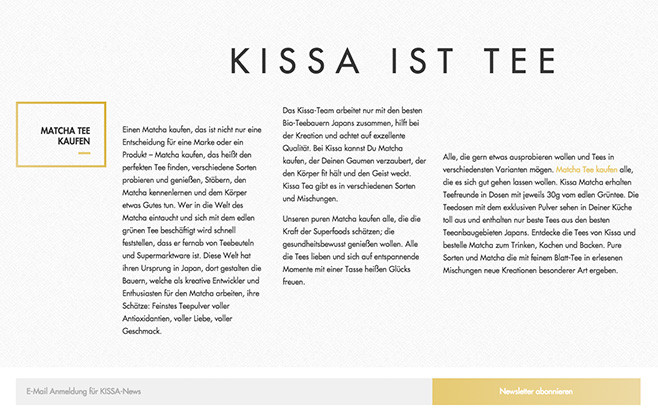 KISSA IST TEE
MATCHA TEE
KAUFEN
Einen Matcha kaufen, das ist nicht nur eine
Entscheidung für eine Marke oder ein
Produkt – Matcha kaufen, das heißt den
perfekten Tee finden, verschiedene Sorten
probieren und genießen, Stöbern, den
Matcha kennenlernen und dem Körper
etwas Gutes tun. Wer in die Welt des
Matcha eintaucht und sich mit dem edlen
grünen Tee beschäftigt wird schnell
feststellen, dass er fernab von Teebeuteln
und Supermarktware ist. Diese Welt hat
ihren Ursprung in Japan, dort gestalten die
Bauern, welche als kreative Entwickler und
Enthusiasten für den Matcha arbeiten, ihre
Schätze: Feinstes Teepulver voller
Antioxidantien, voller Liebe, voller
Geschmack.
Das Kissa-Team arbeitet nur mit den besten
Bio-Teebauern Japans zusammen, hilft bei
der Kreation und achtet auf exzellente
Qualität. Bei Kissa kannst Du Matcha
kaufen, der Deinen Gaumen verzaubert, der
den Körper fit hält und den Geist weckt.
Kissa Tea gibt es in verschiedenen Sorten
und Mischungen.
Unseren puren Matcha kaufen alle, die die
Kraft der Superfoods schätzen; die
gesundheitsbewusst genießen wollen. Alle
die Tees lieben und sich auf entspannende
Momente mit einer Tasse heißen Glücks
freuen.
Alle, die gern etwas ausprobieren wollen und Tees in
verschiedensten Varianten mögen. Matcha Tee kaufen alle,
die es sich gut gehen lassen wollen. Kissa Matcha erhalten
Teefreunde in Dosen mit jeweils 30g vom edlen Grüntee. Die
Teedosen mit dem exklusiven Pulver sehen in Deiner Küche
toll aus und enthalten nur beste Tees aus den besten
Teeanbaugebieten Japans. Entdecke die Tees von Kissa und
bestelle Matcha zum Trinken, Kochen und Backen. Pure
Sorten und Matcha die mit feinem Blatt-Tee in erlesenen
Mischungen neue Kreationen besonderer Art ergeben.
E-Mail Anmeldung für KISSA-News
Newsletter abonnieren